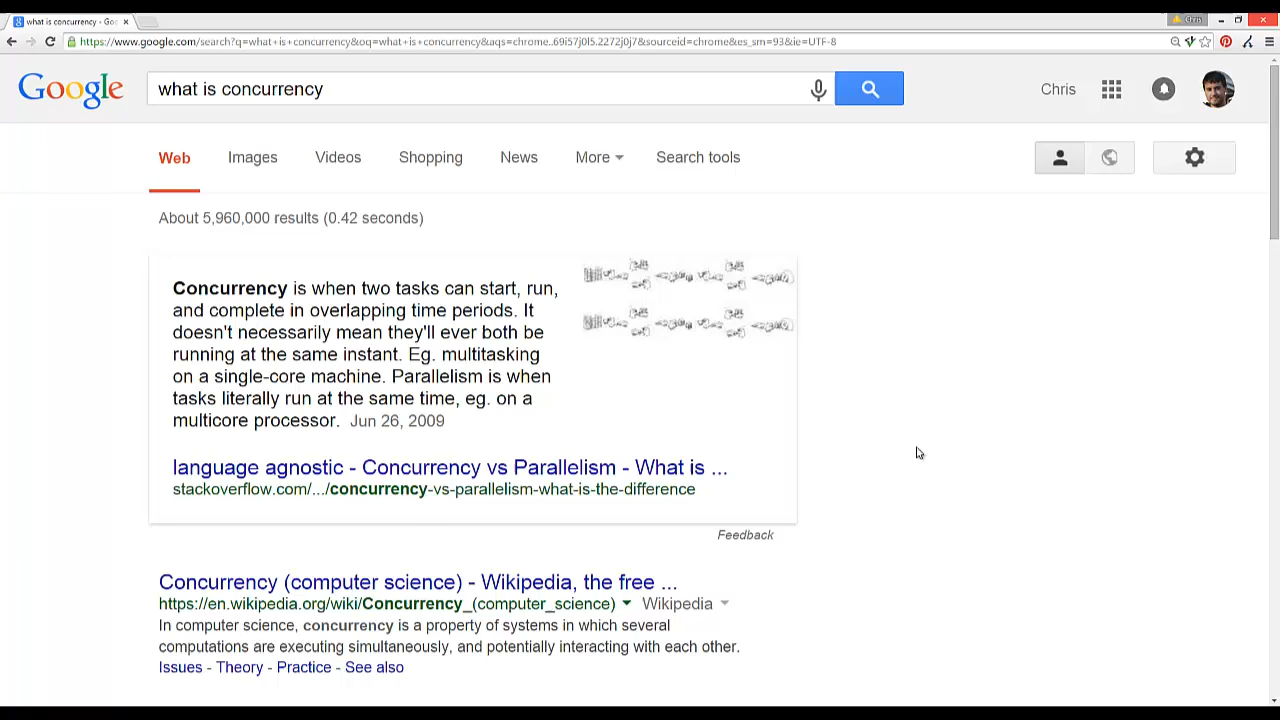 what is concurrency - Goo
Chris
https://www.google.com/search?q=what+is+concurrency&oq=what+is+concurrency&aqs=chrome..69i57j0l5.2272j0j7&sourceid=chrome&es_sm=93&ie=UTF-8
Google
what is concurrency
Chris
Web Images Videos Shopping News More Search tools
About 5,960,000 results (0.42 seconds)
Concurrency is when two tasks can start, run,
and complete in overlapping time periods. It
doesn't necessarily mean they'll ever both be
running at the same instant. Eg. multitasking
on a single-core machine. Parallelism is when
tasks literally run at the same time, eg. on a
multicore processor. Jun 26, 2009
language agnostic - Concurrency vs Parallelism - What is ...
stackoverflow.com/.../concurrency-vs-parallelism-what-is-the-difference
Feedback
Concurrency (computer science) - Wikipedia, the free ...
https://en.wikipedia.org/wiki/Concurrency_(computer_science) Wikipedia
In computer science, concurrency is a property of systems in which several
computations are executing simultaneously, and potentially interacting with each other.
Issues - Theory - Practice - See also